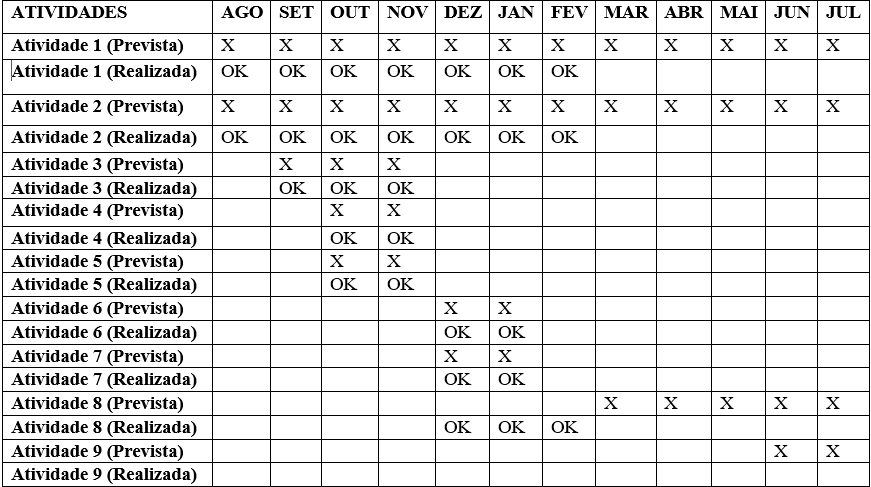 ATIVIDADES AGO SET OUT NOV DEZ JAN FEV MAR ABR MAI JUN JUL
Atividade 1 (Prevista) X X X X X X X X X X X X
Atividade 1 (Realizada) OK OK OK OK OK OK OK
Atividade 2 (Prevista) X X X X X X X X X X X X
Atividade 2 (Realizada) OK OK OK OK OK OK OK
Atividade 3 (Prevista) X X X
Atividade 3 (Realizada) OK OK OK
Atividade 4 (Prevista) X X
Atividade 4 (Realizada) OK OK
Atividade 5 (Prevista) X X
Atividade 5 (Realizada) OK OK
Atividade 6 (Prevista) X X
Atividade 6 (Realizada) OK OK
Atividade 7 (Prevista) X X
Atividade 7 (Realizada) OK OK
Atividade 8 (Prevista) X X X X X
Atividade 8 (Realizada) OK OK OK
Atividade 9 (Prevista) X X
Atividade 9 (Realizada)